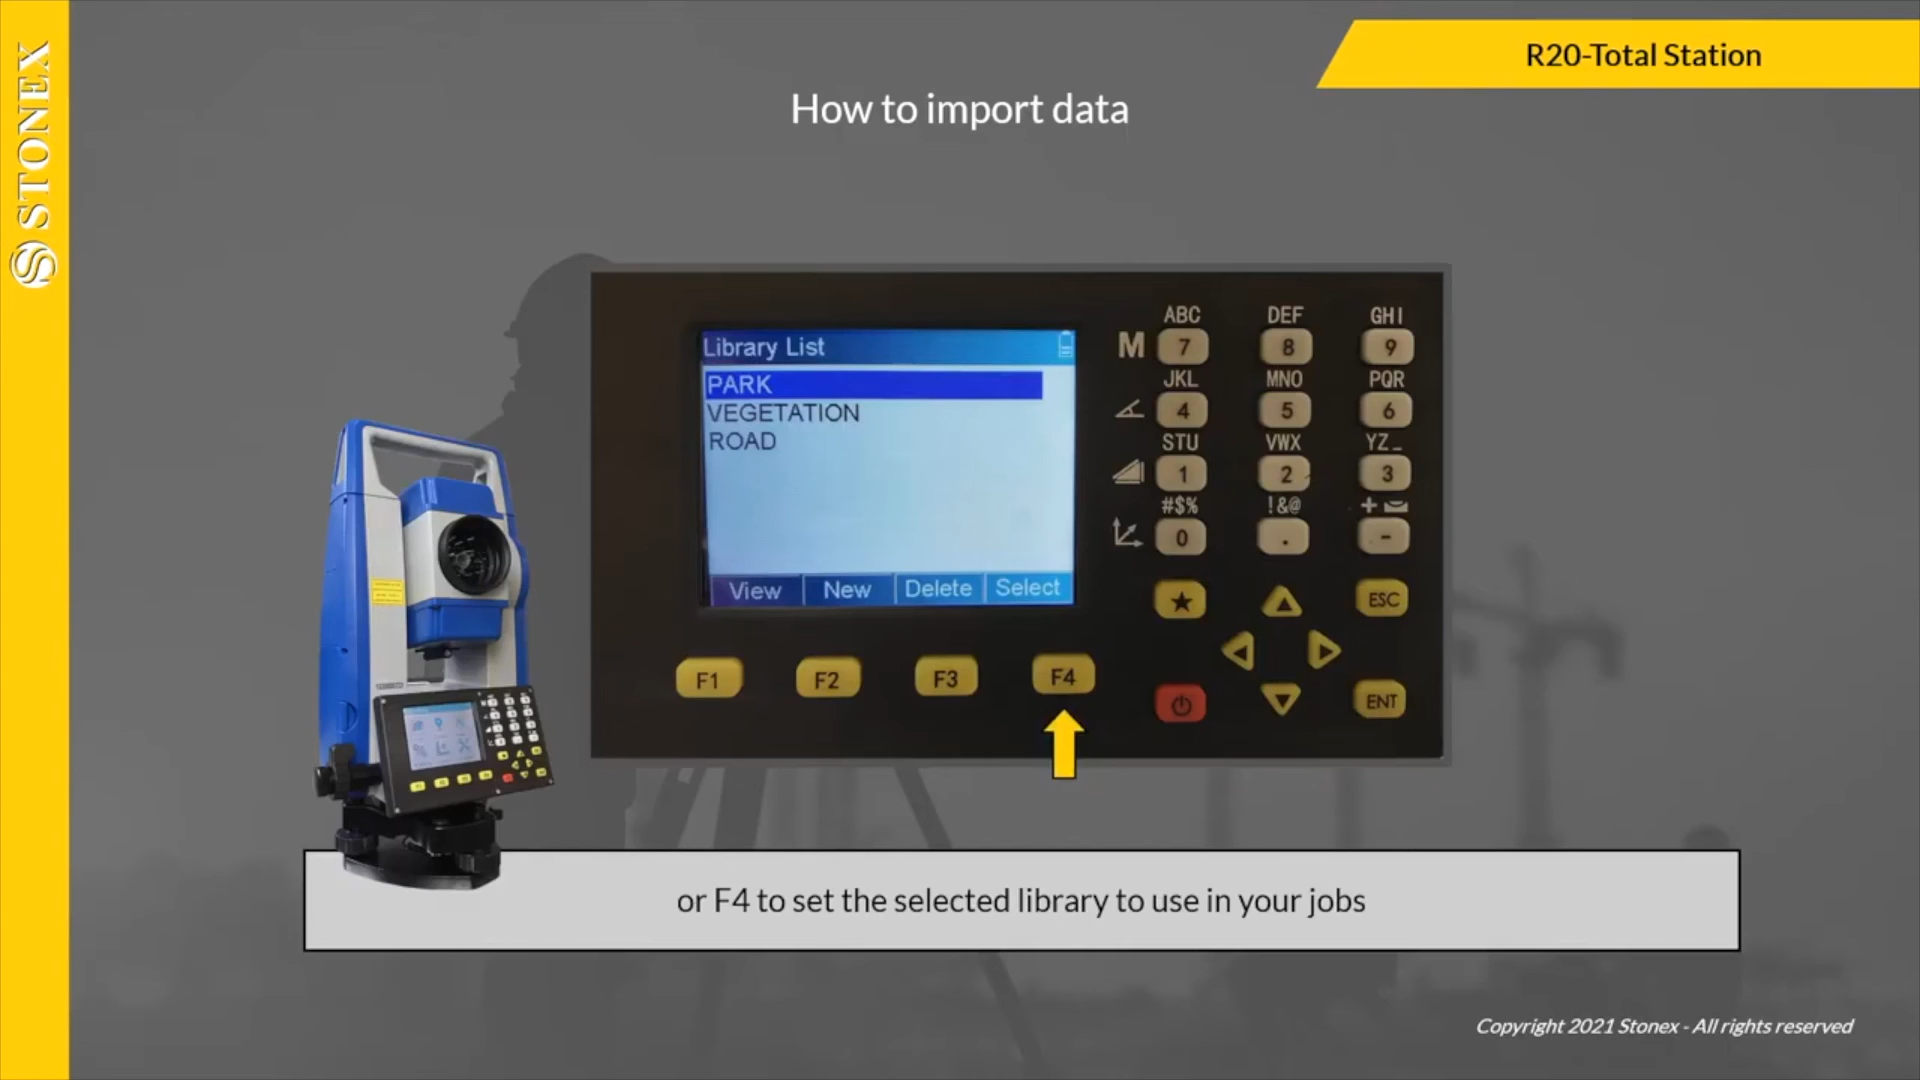 STONEX
R20-Total Station
How to import data
Library List
PARK
VEGETATION
ROAD
View New Delete Select
F1 F2 F3 F4
ABC DEF GHI
M 7 8 9
JKL MNO PQR
4 5 6
STU VWX YZ_
1 2 3
#$% !&@ +
0 . -
ESC
ENT
or F4 to set the selected library to use in your jobs
Copyright 2021 Stonex - All rights reserved